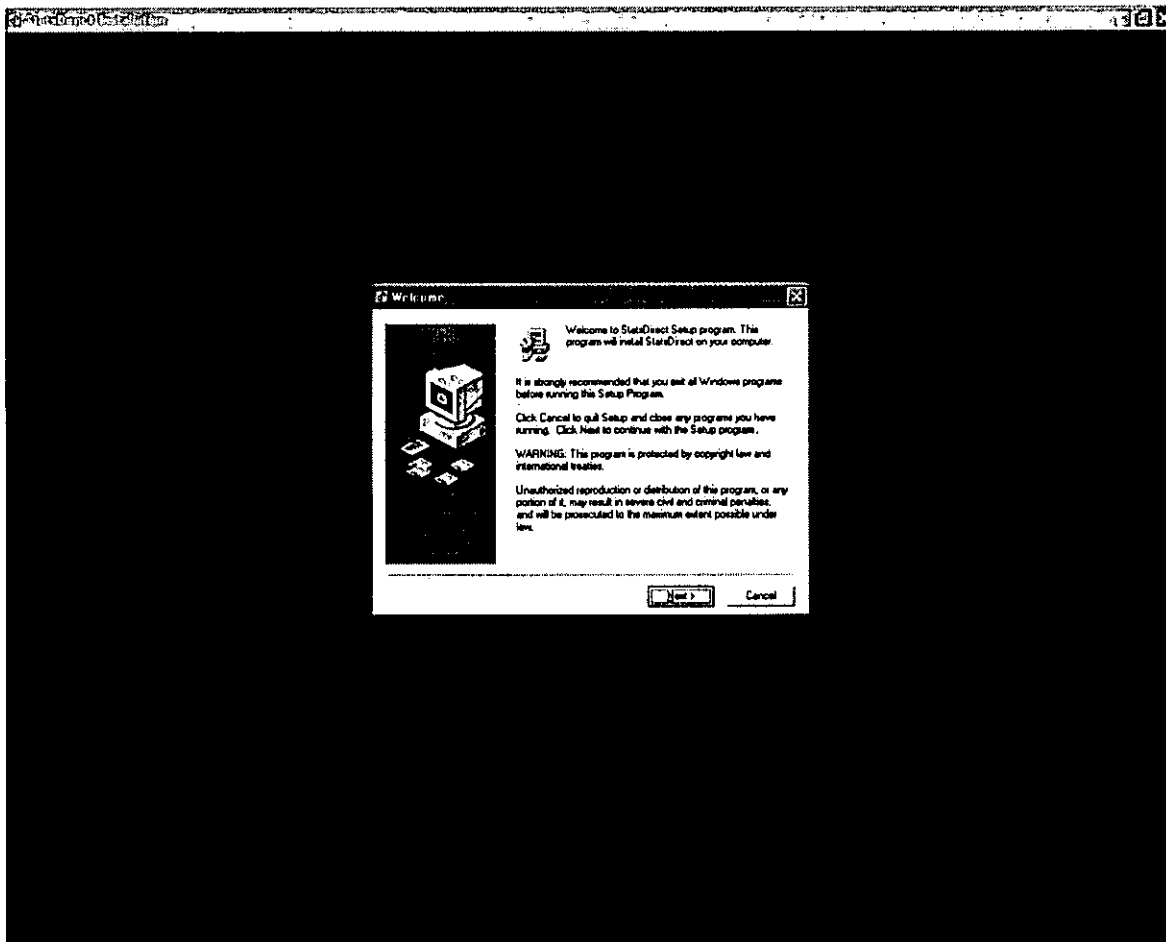 Welcome
Welcome to StatsDirect Setup program. This
program will install StatsDirect on your computer.
It is strongly recommended that you exit all Windows programs
before running this Setup Program.
Click Cancel to quit Setup and close any programs you have
running. Click Next to continue with the Setup program.
WARNING: This program is protected by copyright law and
international treaties.
Unauthorized reproduction or distribution of this program, or any
portion of it, may result in severe civil and criminal penalties,
and will be prosecuted to the maximum extent possible under
law.
Next >
Cancel